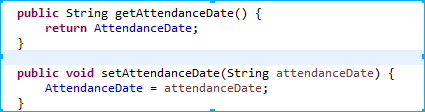 public String getAttendanceDate() {
return AttendanceDate;
}
public void setAttendanceDate(String attendanceDate) {
AttendanceDate = attendanceDate;
}